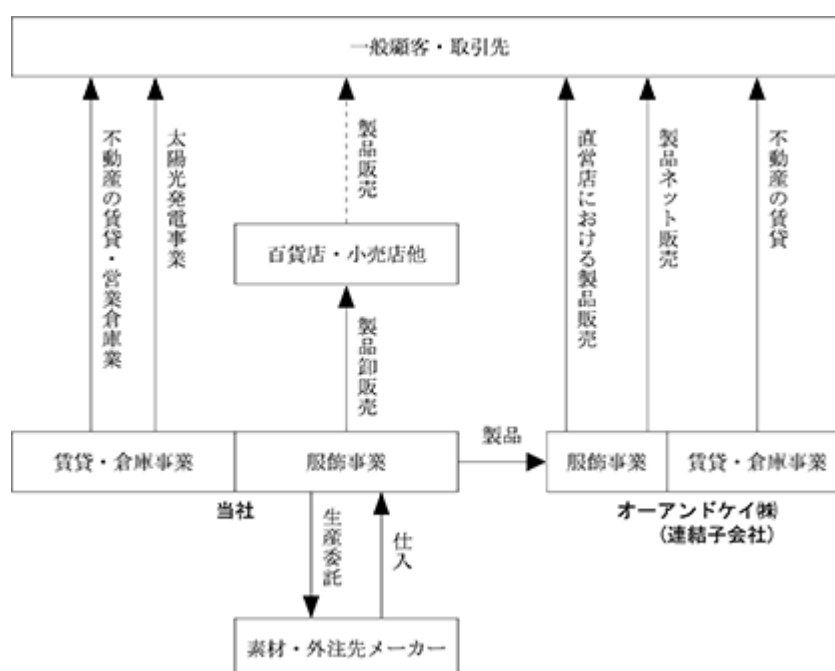 一般顧客・取引先
不動産の賃貸・営業倉庫業
太陽光発電事業
製品販売
直営店における製品販売
製品ネット販売
不動産の賃貸
百貨店・小売店他
製品卸販売
賃貸・倉庫事業
服飾事業
製品
服飾事業
賃貸・倉庫事業
当社
オーアンドケイ㈱
(連結子会社)
生産委託
仕入
素材・外注先メーカー